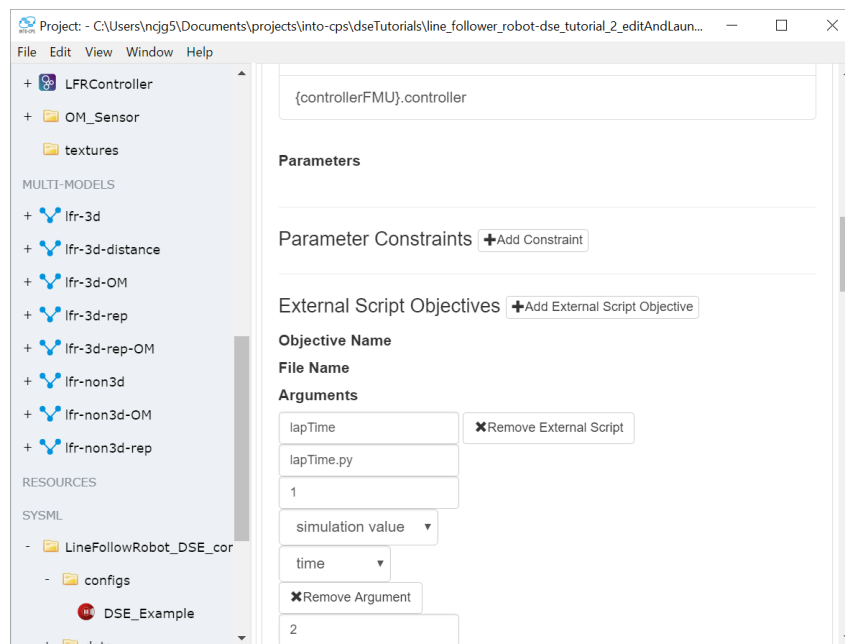 Project: - C:\Users\ncjg5\Documents\projects\into-cps\dseTutorials\line_follower_robot-dse_tutorial_2_editAndLaun...
File Edit View Window Help
+ LFRController
+ OM_Sensor
textures
MULTI-MODELS
+ lfr-3d
+ lfr-3d-distance
+ lfr-3d-OM
+ lfr-3d-rep
+ lfr-3d-rep-OM
+ lfr-non3d
+ lfr-non3d-OM
+ lfr-non3d-rep
RESOURCES
SYSML
- LineFollowRobot_DSE_cor
- configs
DSE_Example
{controllerFMU}.controller
Parameters
Parameter Constraints +Add Constraint
External Script Objectives +Add External Script Objective
Objective Name
File Name
Arguments
lapTime ✖Remove External Script
lapTime.py
1
simulation value
time
✖Remove Argument
2